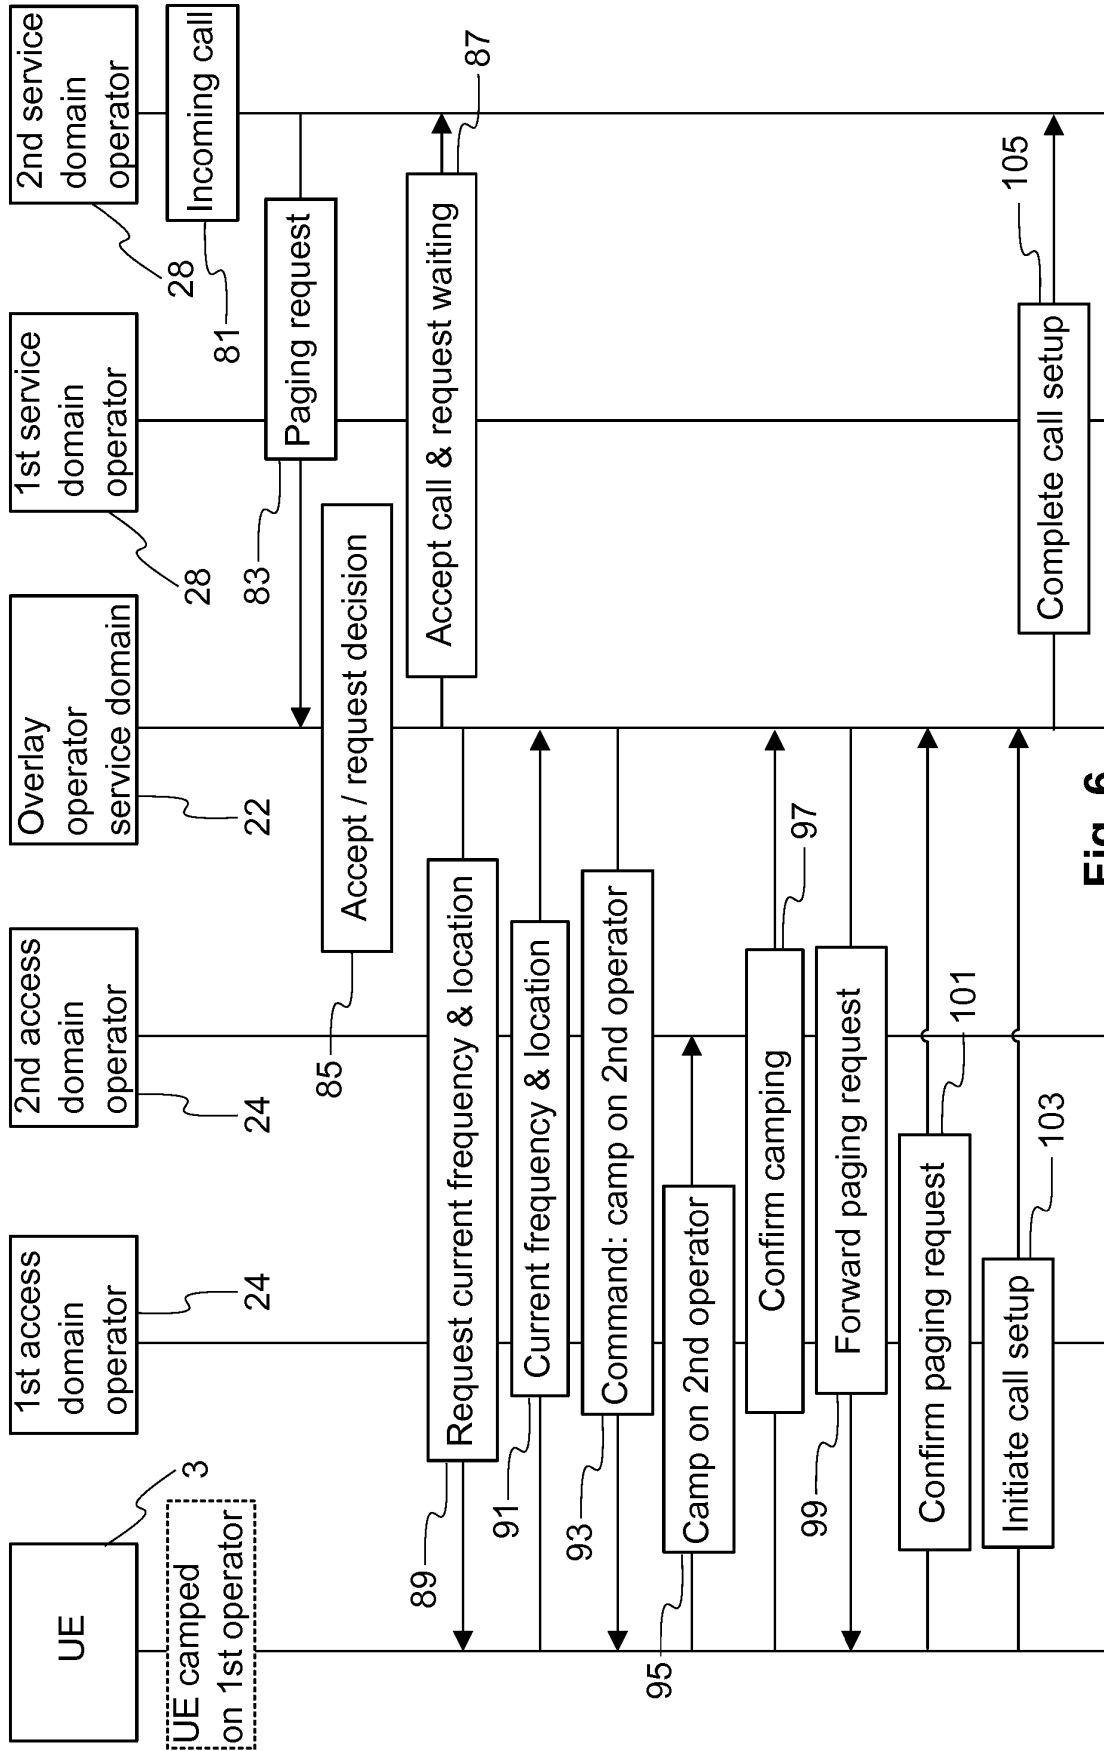 UE
3
UE camped
on 1st operator
1st access
domain
operator
24
2nd access
domain
operator
24
Overlay
operator
service domain
22
1st service
domain
operator
28
2nd service
domain
operator
28
Incoming call
81
Paging request
83
Accept / request decision
85
Accept call & request waiting
87
Request current frequency & location
89
Current frequency & location
91
Command: camp on 2nd operator
93
Camp on 2nd operator
95
Confirm camping
97
Forward paging request
99
Confirm paging request
101
Initiate call setup
103
Complete call setup
105
Fig. 6